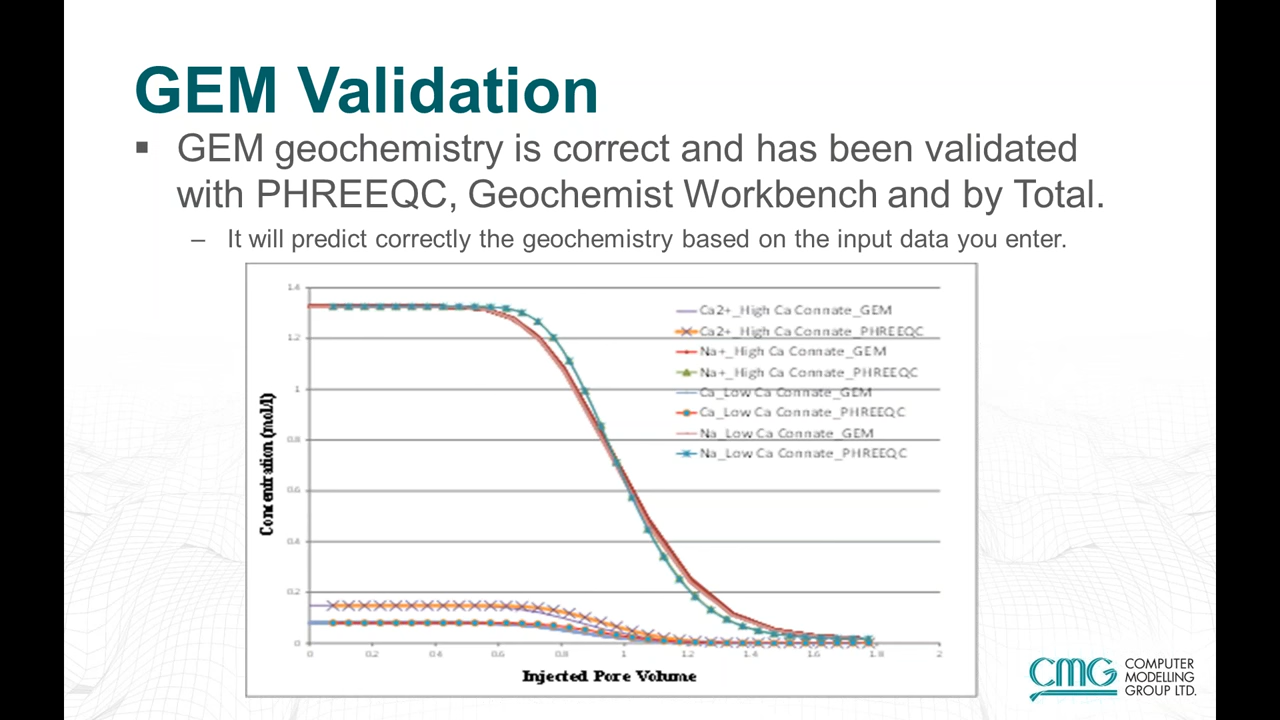 GEM Validation
▪ GEM geochemistry is correct and has been validated
with PHREEQC, Geochemist Workbench and by Total.
– It will predict correctly the geochemistry based on the input data you enter.
1.4
1.2
1
0.8
0.6
0.4
0.2
0
Concentration (mol/l)
Ca2+_High Ca Connate_GEM
Ca2+_High Ca Connate_PHREEQC
Na+_High Ca Connate_GEM
Na+_High Ca Connate_PHREEQC
Ca_Low Ca Connate_GEM
Ca_Low Ca Connate_PHREEQC
Na_Low Ca Connate_GEM
Na_Low Ca Connate_PHREEQC
0 0.2 0.4 0.6 0.8 1 1.2 1.4 1.6 1.8 2
Injected Pore Volume
CMG
COMPUTER
MODELLING
GROUP LTD.